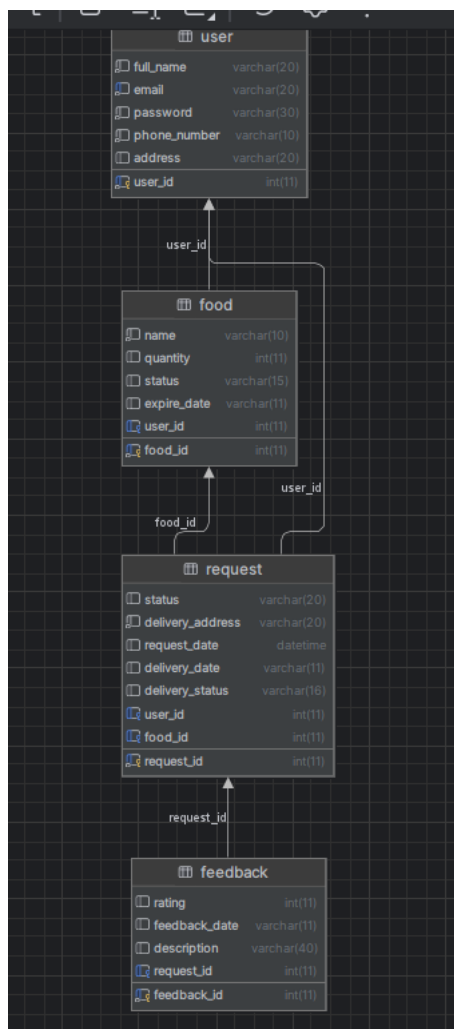 user
full_name varchar(20)
email varchar(20)
password varchar(30)
phone_number varchar(10)
address varchar(20)
user_id int(11)
user_id
food
name varchar(10)
quantity int(11)
status varchar(15)
expire_date varchar(11)
user_id int(11)
food_id int(11)
user_id
food_id
request
status varchar(20)
delivery_address varchar(20)
request_date datetime
delivery_date varchar(11)
delivery_status varchar(16)
user_id int(11)
food_id int(11)
request_id int(11)
request_id
feedback
rating int(11)
feedback_date varchar(11)
description varchar(40)
request_id int(11)
feedback_id int(11)